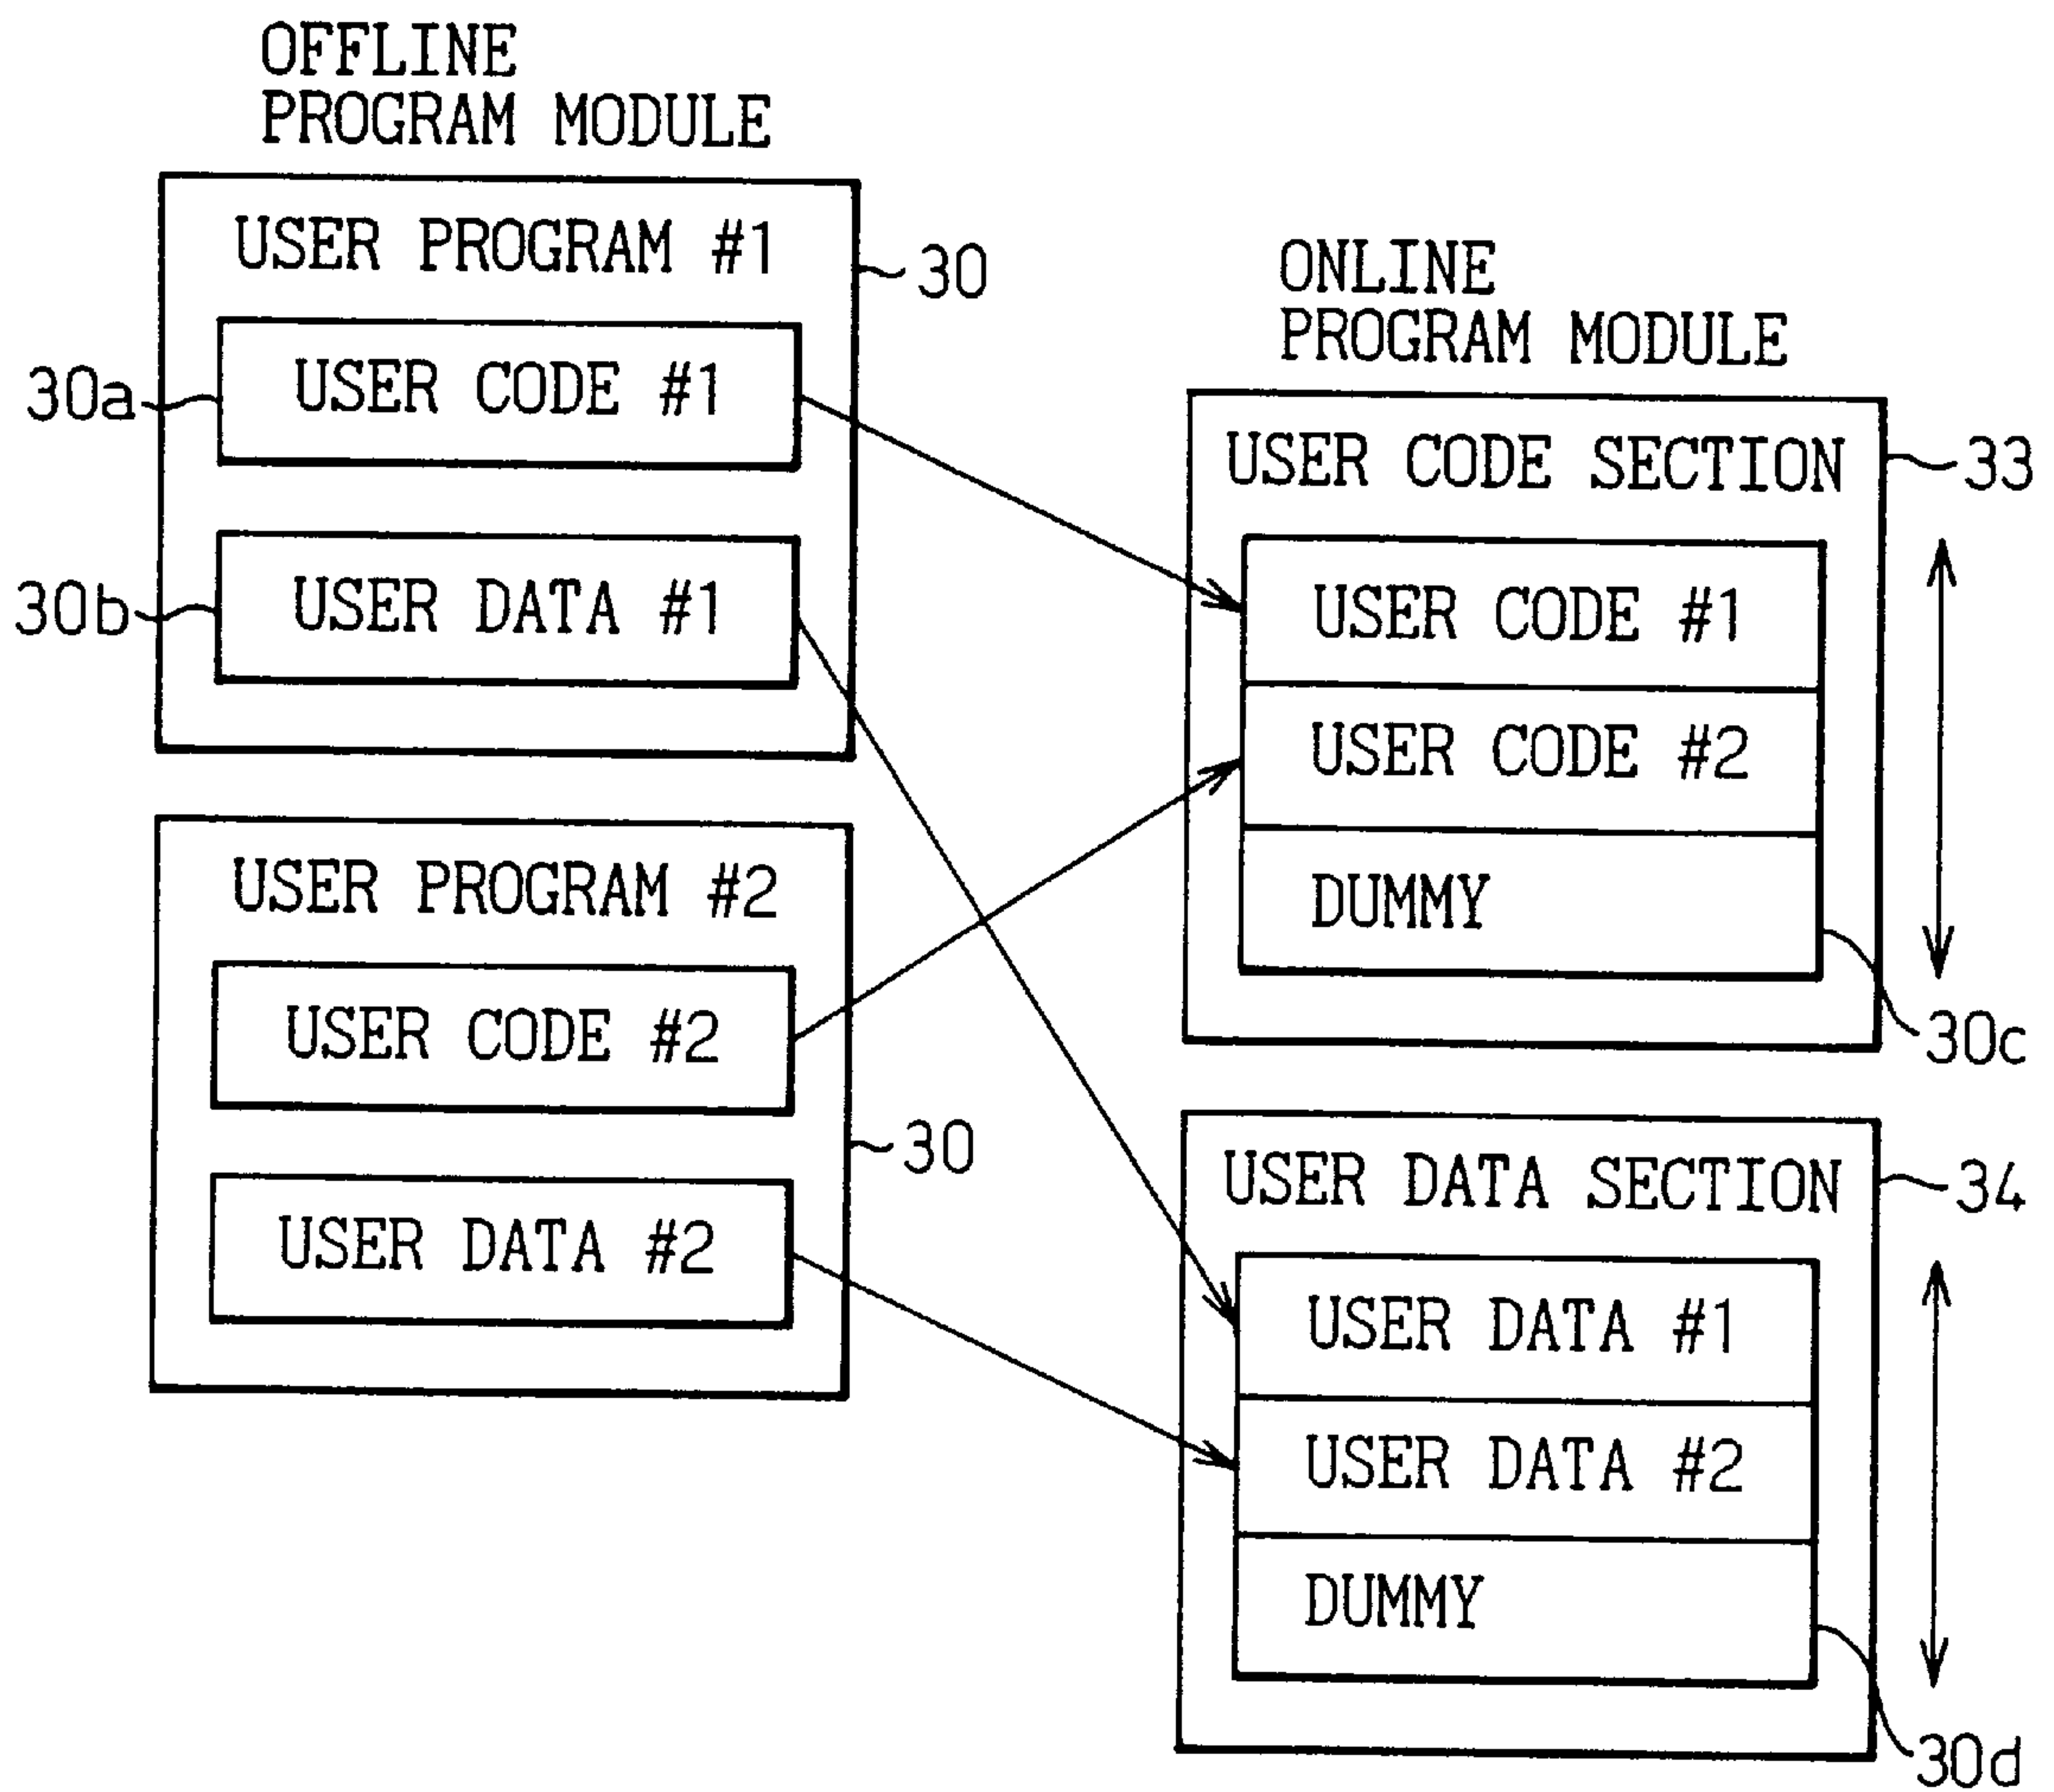 OFFLINE
PROGRAM MODULE
USER PROGRAM #1
30
USER CODE #1
30a
USER DATA #1
30b
USER PROGRAM #2
USER CODE #2
30
USER DATA #2
ONLINE
PROGRAM MODULE
USER CODE SECTION
33
USER CODE #1
USER CODE #2
DUMMY
30c
USER DATA SECTION
34
USER DATA #1
USER DATA #2
DUMMY
30d